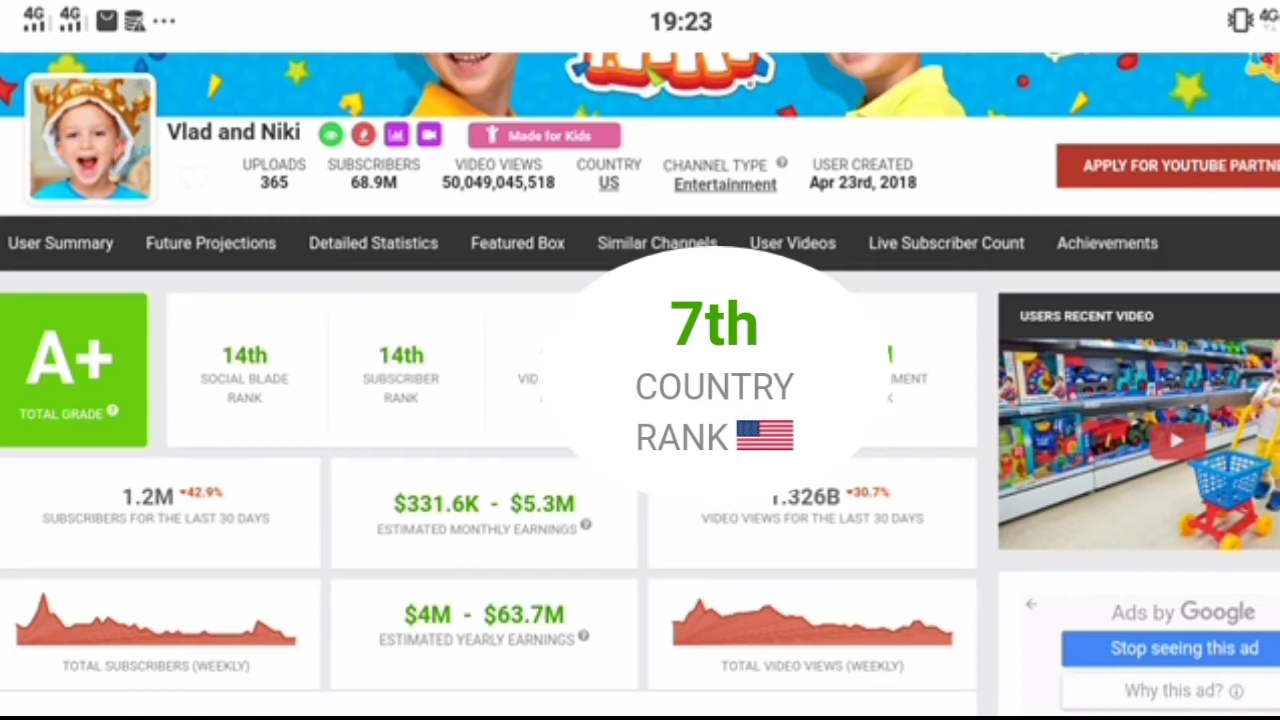 4G 4G ... 19:23 4G
Vlad and Niki Made for Kids
UPLOADS SUBSCRIBERS VIDEO VIEWS COUNTRY CHANNEL TYPE USER CREATED
365 68.9M 50,049,045,518 US Entertainment Apr 23rd, 2018
APPLY FOR YOUTUBE PARTNE
User Summary Future Projections Detailed Statistics Featured Box Similar Channels User Videos Live Subscriber Count Achievements
A+
TOTAL GRADE
14th
SOCIAL BLADE
RANK
14th
SUBSCRIBER
RANK
VID
7th
COUNTRY
RANK
MENT
USERS RECENT VIDEO
1.2M 42.9%
SUBSCRIBERS FOR THE LAST 30 DAYS
$331.6K - $5.3M
ESTIMATED MONTHLY EARNINGS
.326B 30.7%
VIDEO VIEWS FOR THE LAST 30 DAYS
TOTAL SUBSCRIBERS (WEEKLY)
$4M - $63.7M
ESTIMATED YEARLY EARNINGS
TOTAL VIDEO VIEWS (WEEKLY)
Ads by Google
Stop seeing this ad
Why this ad?